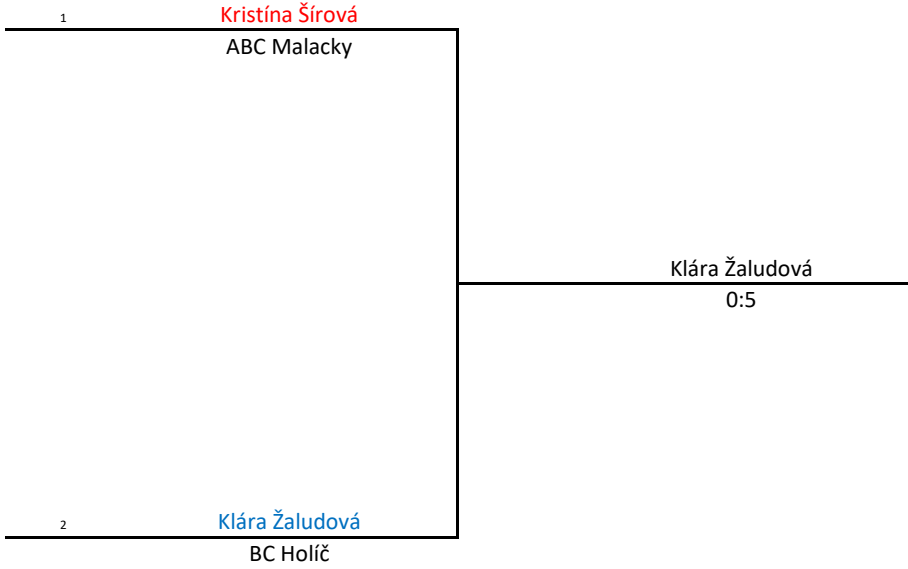 1 Kristína Šírová
ABC Malacky
Klára Žaludová
0:5
2 Klára Žaludová
BC Holíč